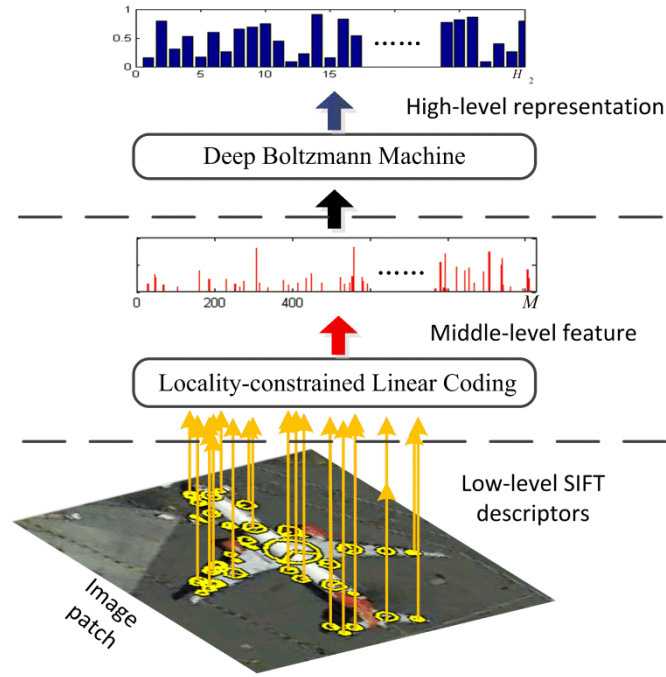 1
0.5
0
0 5 10 15 ...... H 2
High-level representation
Deep Boltzmann Machine
......
0 200 400 M
Middle-level feature
Locality-constrained Linear Coding
Low-level SIFT
descriptors
Image
patch